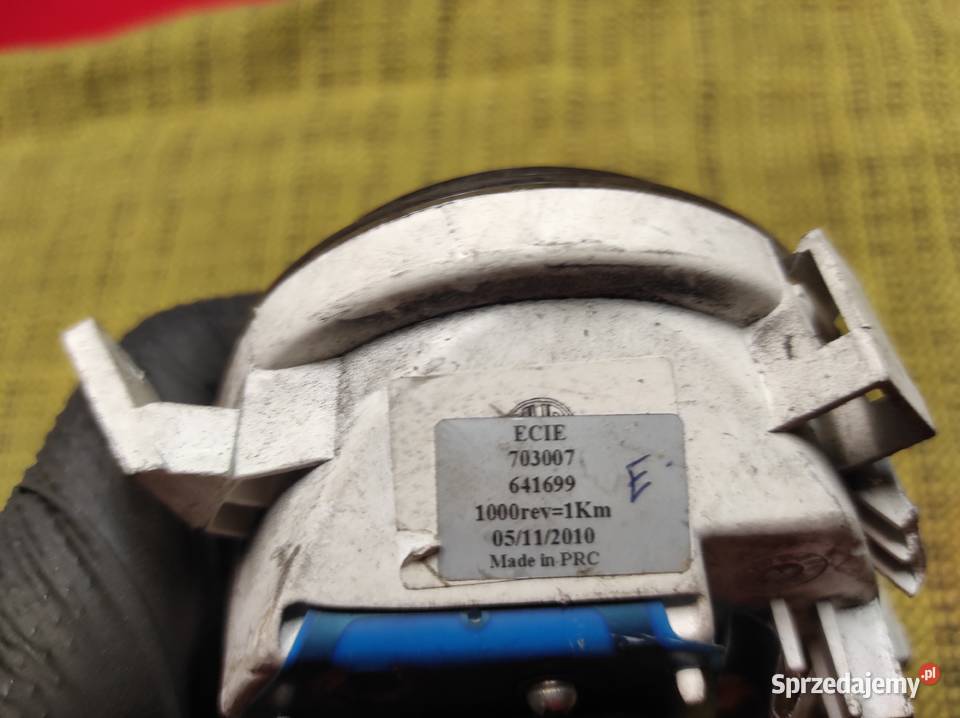 ECIE
703007
641699
E
1000rev=1Km
05/11/2010
Made in PRC
Sprzedajemy.pl